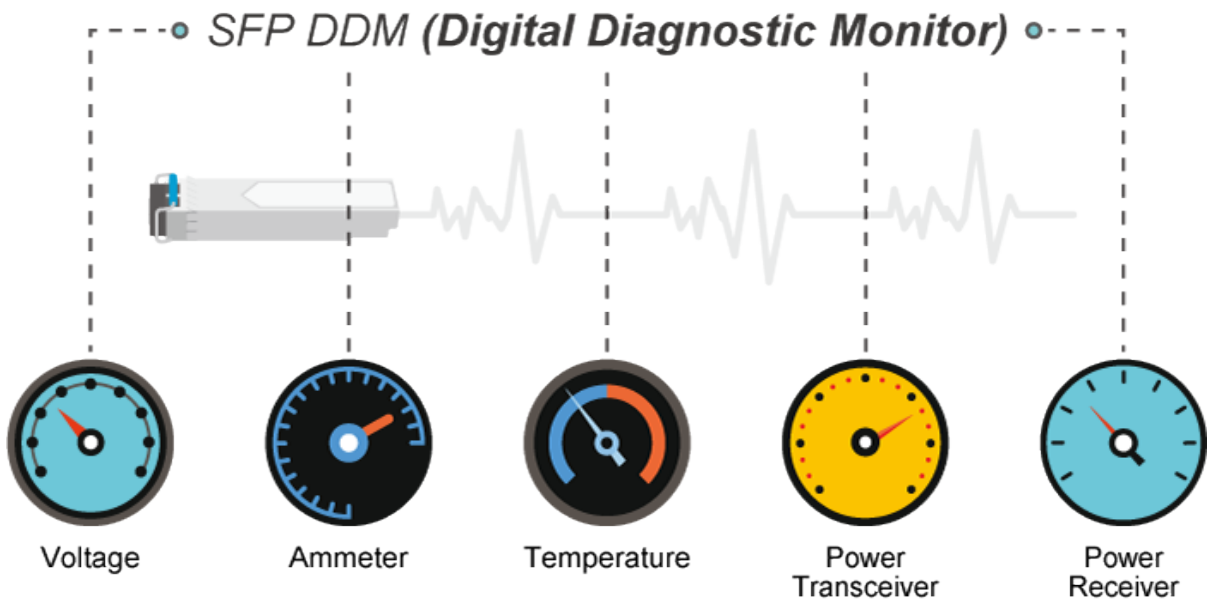 SFP DDM (Digital Diagnostic Monitor)
Voltage
Ammeter
Temperature
Power
Transceiver
Power
Receiver